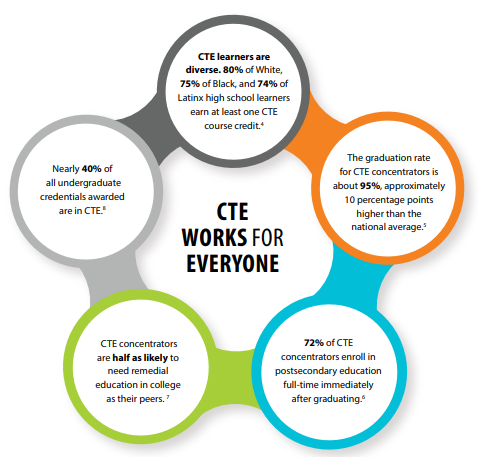 CTE learners are
diverse. 80% of White,
75% of Black, and 74% of
Latinx high school learners
earn at least one CTE
course credit.⁴
The graduation rate
for CTE concentrators is
about 95%, approximately
10 percentage points
higher than the
national average.⁵
72% of CTE
concentrators enroll in
postsecondary education
full-time immediately
after graduating.⁶
CTE concentrators
are half as likely to
need remedial
education in college
as their peers. ⁷
Nearly 40% of
all undergraduate
credentials awarded
are in CTE.⁸
CTE
WORKS FOR
EVERYONE